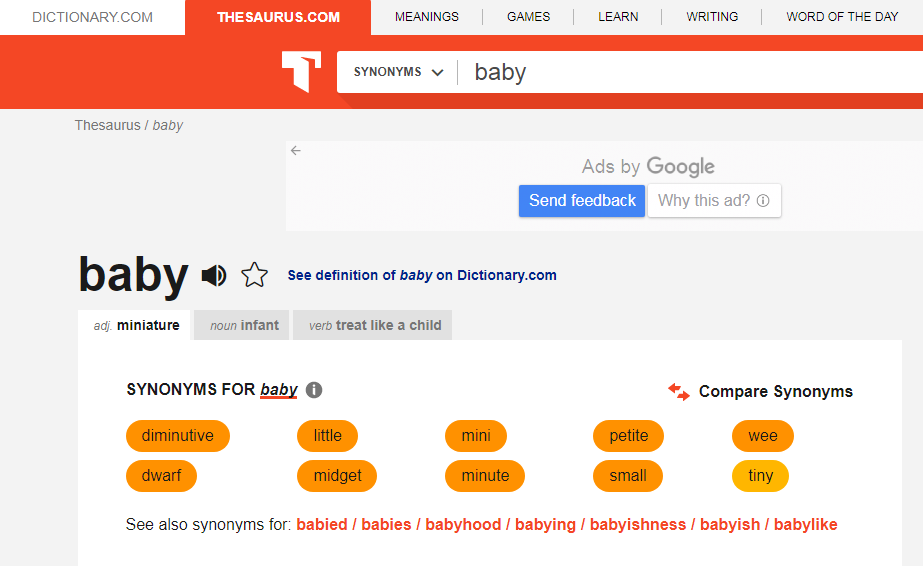 DICTIONARY.COM THESAURUS.COM MEANINGS GAMES LEARN WRITING WORD OF THE DAY
SYNONYMS baby
Thesaurus / baby
Ads by Google
Send feedback Why this ad?
baby See definition of baby on Dictionary.com
adj. miniature noun infant verb treat like a child
SYNONYMS FOR baby Compare Synonyms
diminutive little mini petite wee
dwarf midget minute small tiny
See also synonyms for: babied / babies / babyhood / babying / babyishness / babyish / babylike